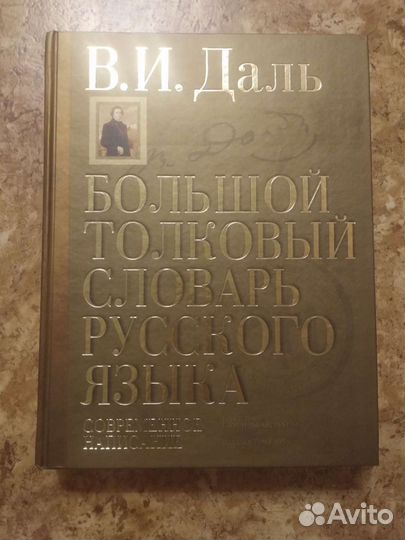 В.И. Даль
БОЛЬШОЙ
ТОЛКОВЫЙ
СЛОВАРЬ
РУССКОГО
ЯЗЫКА
СОВРЕМЕННОЕ
НАПИСАНИЕ
Avito